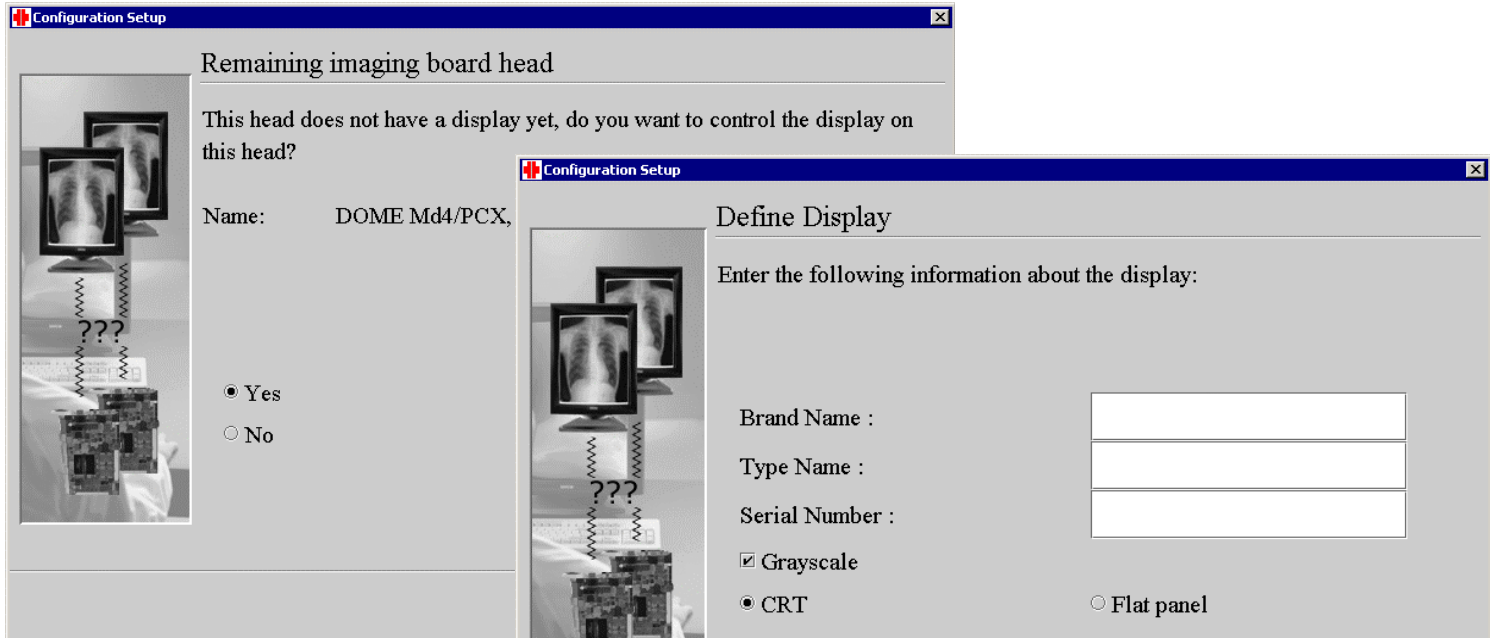 Configuration Setup
Remaining imaging board head
This head does not have a display yet, do you want to control the display on
this head?
Name: DOME Md4/PCX,
???
Yes
No
Configuration Setup
Define Display
Enter the following information about the display:
Brand Name :
Type Name :
Serial Number :
???
Grayscale
CRT Flat panel